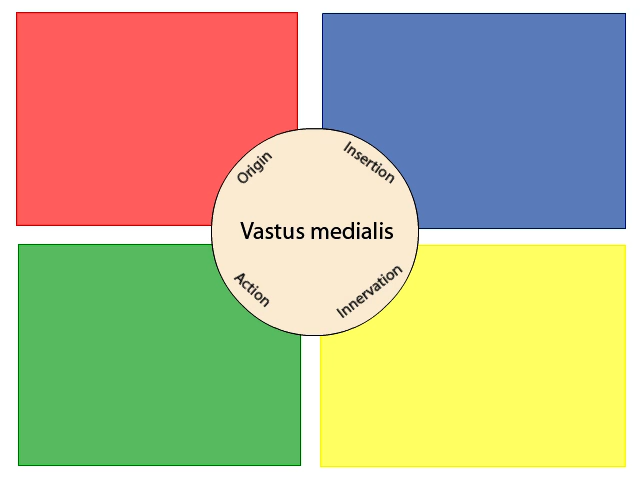 Origin
Insertion
Vastus medialis
Action
Innervation